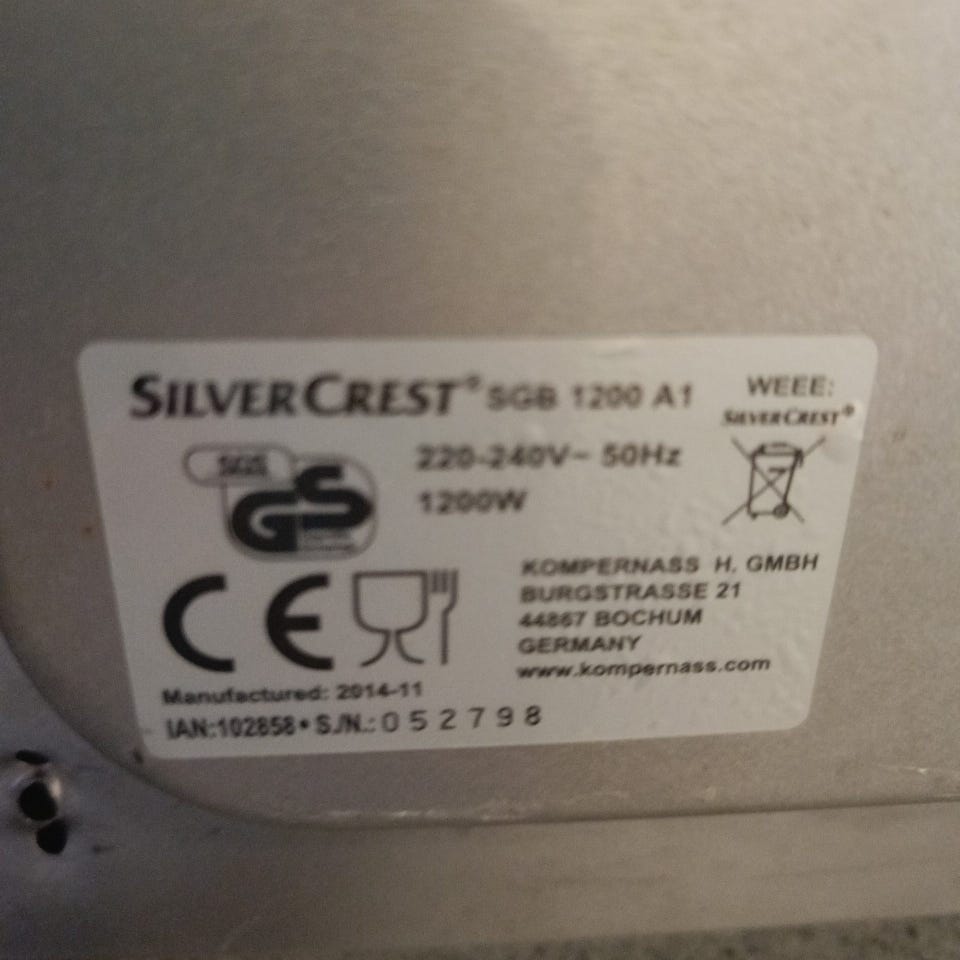 SILVERCREST® SGB 1200 A1
WEEE:
SILVERCREST®
SGS
GS
220-240V~ 50Hz
1200W
CE
KOMPERNASS H. GMBH
BURGSTRASSE 21
44867 BOCHUM
GERMANY
www.kompernass.com
Manufactured: 2014-11
IAN:102858• S./N.: 052798